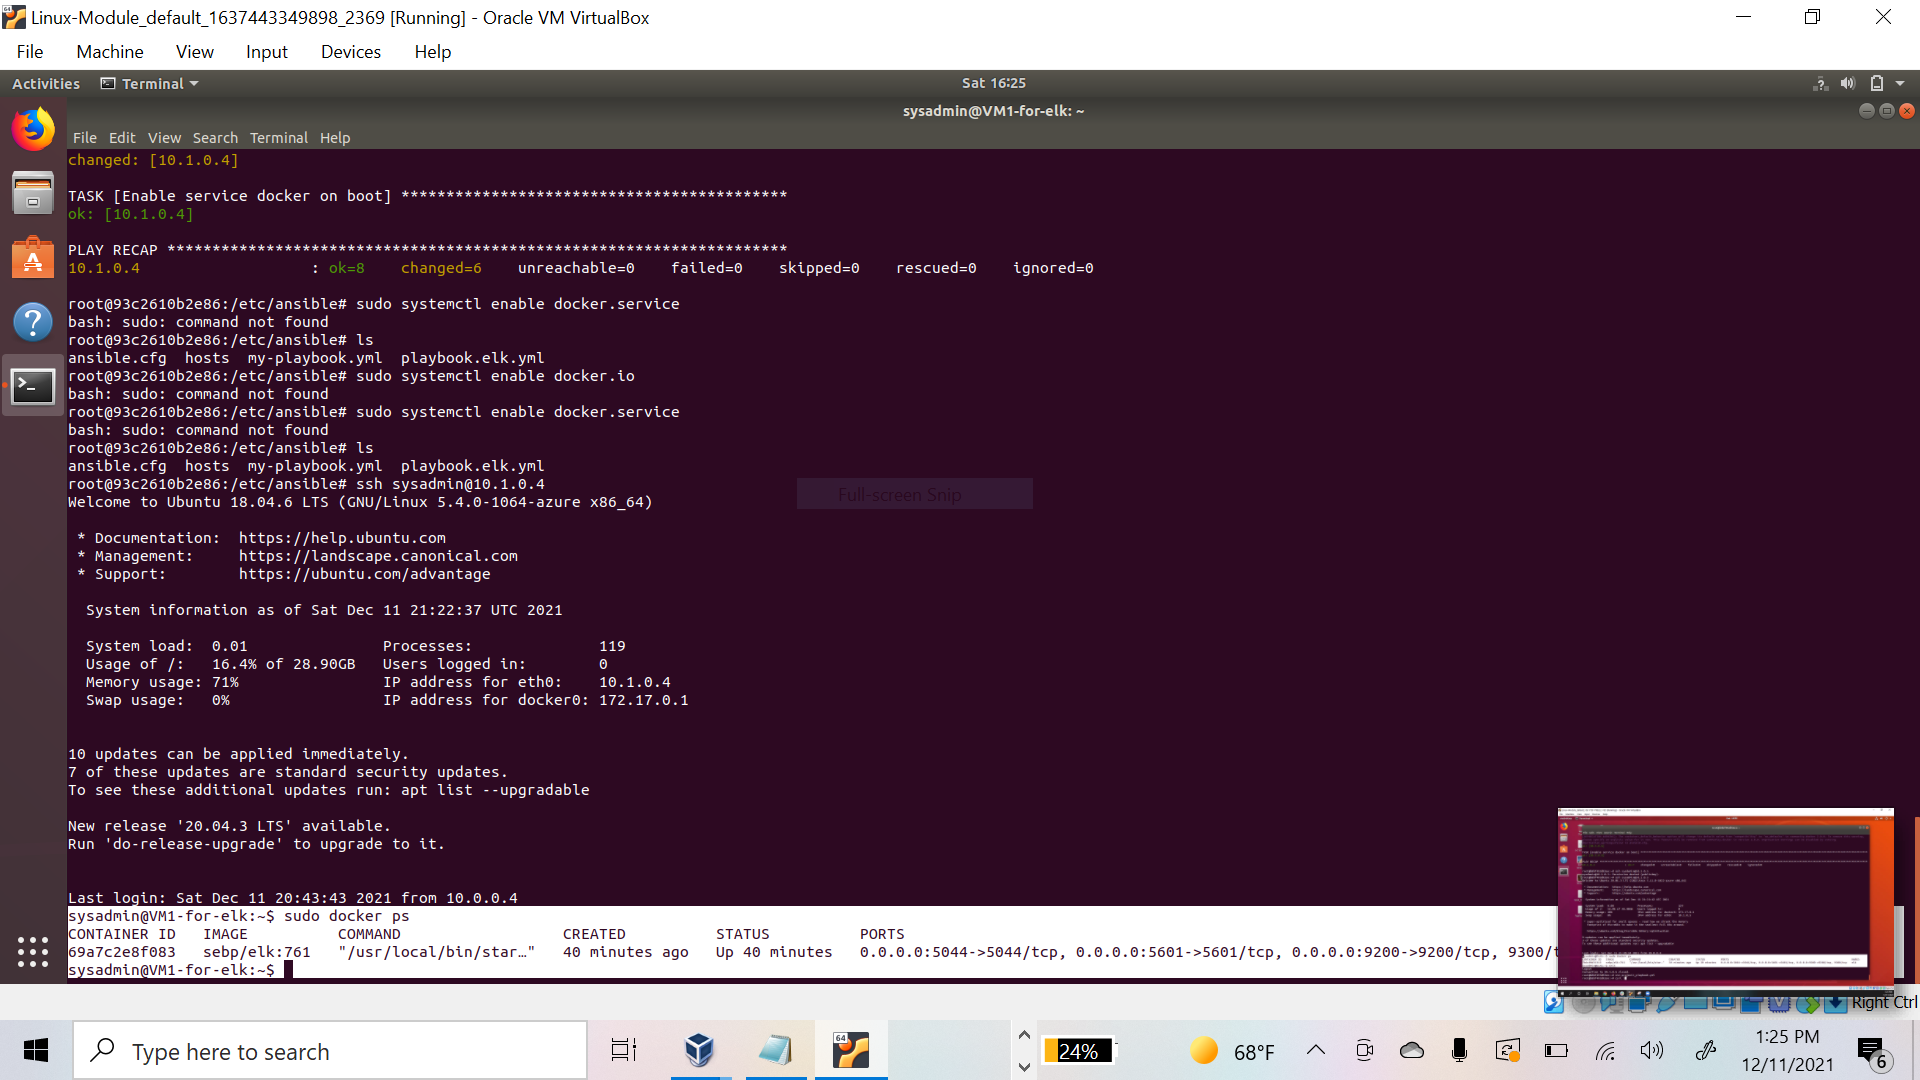 Linux-Module_default_1637443349898_2369 [Running] - Oracle VM VirtualBox
File Machine View Input Devices Help
Activities Terminal Sat 16:25
sysadmin@VM1-for-elk: ~
File Edit View Search Terminal Help
changed: [10.1.0.4]
TASK [Enable service docker on boot] *******************************************
ok: [10.1.0.4]
PLAY RECAP *********************************************************************
10.1.0.4 : ok=8 changed=6 unreachable=0 failed=0 skipped=0 rescued=0 ignored=0
root@93c2610b2e86:/etc/ansible# sudo systemctl enable docker.service
bash: sudo: command not found
root@93c2610b2e86:/etc/ansible# ls
ansible.cfg hosts my-playbook.yml playbook.elk.yml
root@93c2610b2e86:/etc/ansible# sudo systemctl enable docker.io
bash: sudo: command not found
root@93c2610b2e86:/etc/ansible# sudo systemctl enable docker.service
bash: sudo: command not found
root@93c2610b2e86:/etc/ansible# ls
ansible.cfg hosts my-playbook.yml playbook.elk.yml
root@93c2610b2e86:/etc/ansible# ssh sysadmin@10.1.0.4
Full-screen Snip
Welcome to Ubuntu 18.04.6 LTS (GNU/Linux 5.4.0-1064-azure x86_64)
* Documentation: https://help.ubuntu.com
* Management: https://landscape.canonical.com
* Support: https://ubuntu.com/advantage
System information as of Sat Dec 11 21:22:37 UTC 2021
System load: 0.01 Processes: 119
Usage of /: 16.4% of 28.90GB Users logged in: 0
Memory usage: 71% IP address for eth0: 10.1.0.4
Swap usage: 0% IP address for docker0: 172.17.0.1
10 updates can be applied immediately.
7 of these updates are standard security updates.
To see these additional updates run: apt list --upgradable
New release '20.04.3 LTS' available.
Run 'do-release-upgrade' to upgrade to it.
Last login: Sat Dec 11 20:43:43 2021 from 10.0.0.4
sysadmin@VM1-for-elk:~$ sudo docker ps
CONTAINER ID IMAGE COMMAND CREATED STATUS PORTS
69a7c2e8f083 sebp/elk:761 "/usr/local/bin/star…" 40 minutes ago Up 40 minutes 0.0.0.0:5044->5044/tcp, 0.0.0.0:5601->5601/tcp, 0.0.0.0:9200->9200/tcp, 9300/t
sysadmin@VM1-for-elk:~$
Right Ctrl
Type here to search
64
24%
68°F
1:25 PM
12/11/2021
6